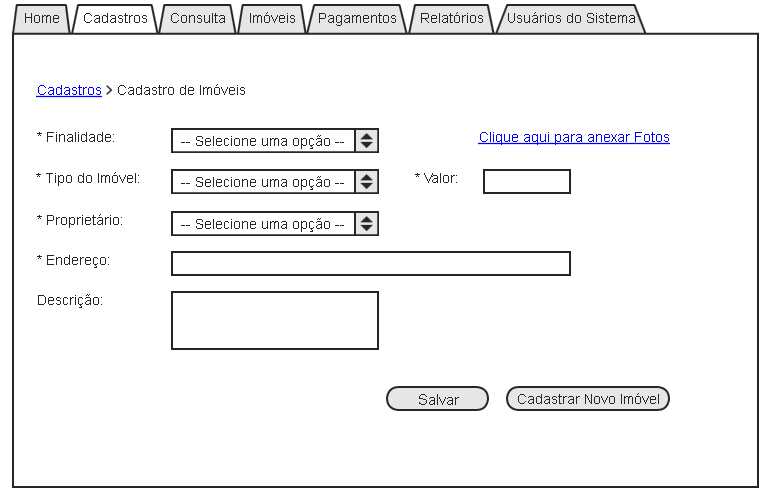 Home Cadastros Consulta Imóveis Pagamentos Relatórios Usuários do Sistema
Cadastros > Cadastro de Imóveis
* Finalidade: -- Selecione uma opção -- Clique aqui para anexar Fotos
* Tipo do Imóvel: -- Selecione uma opção -- * Valor:
* Proprietário: -- Selecione uma opção --
* Endereço:
Descrição:
Salvar Cadastrar Novo Imóvel